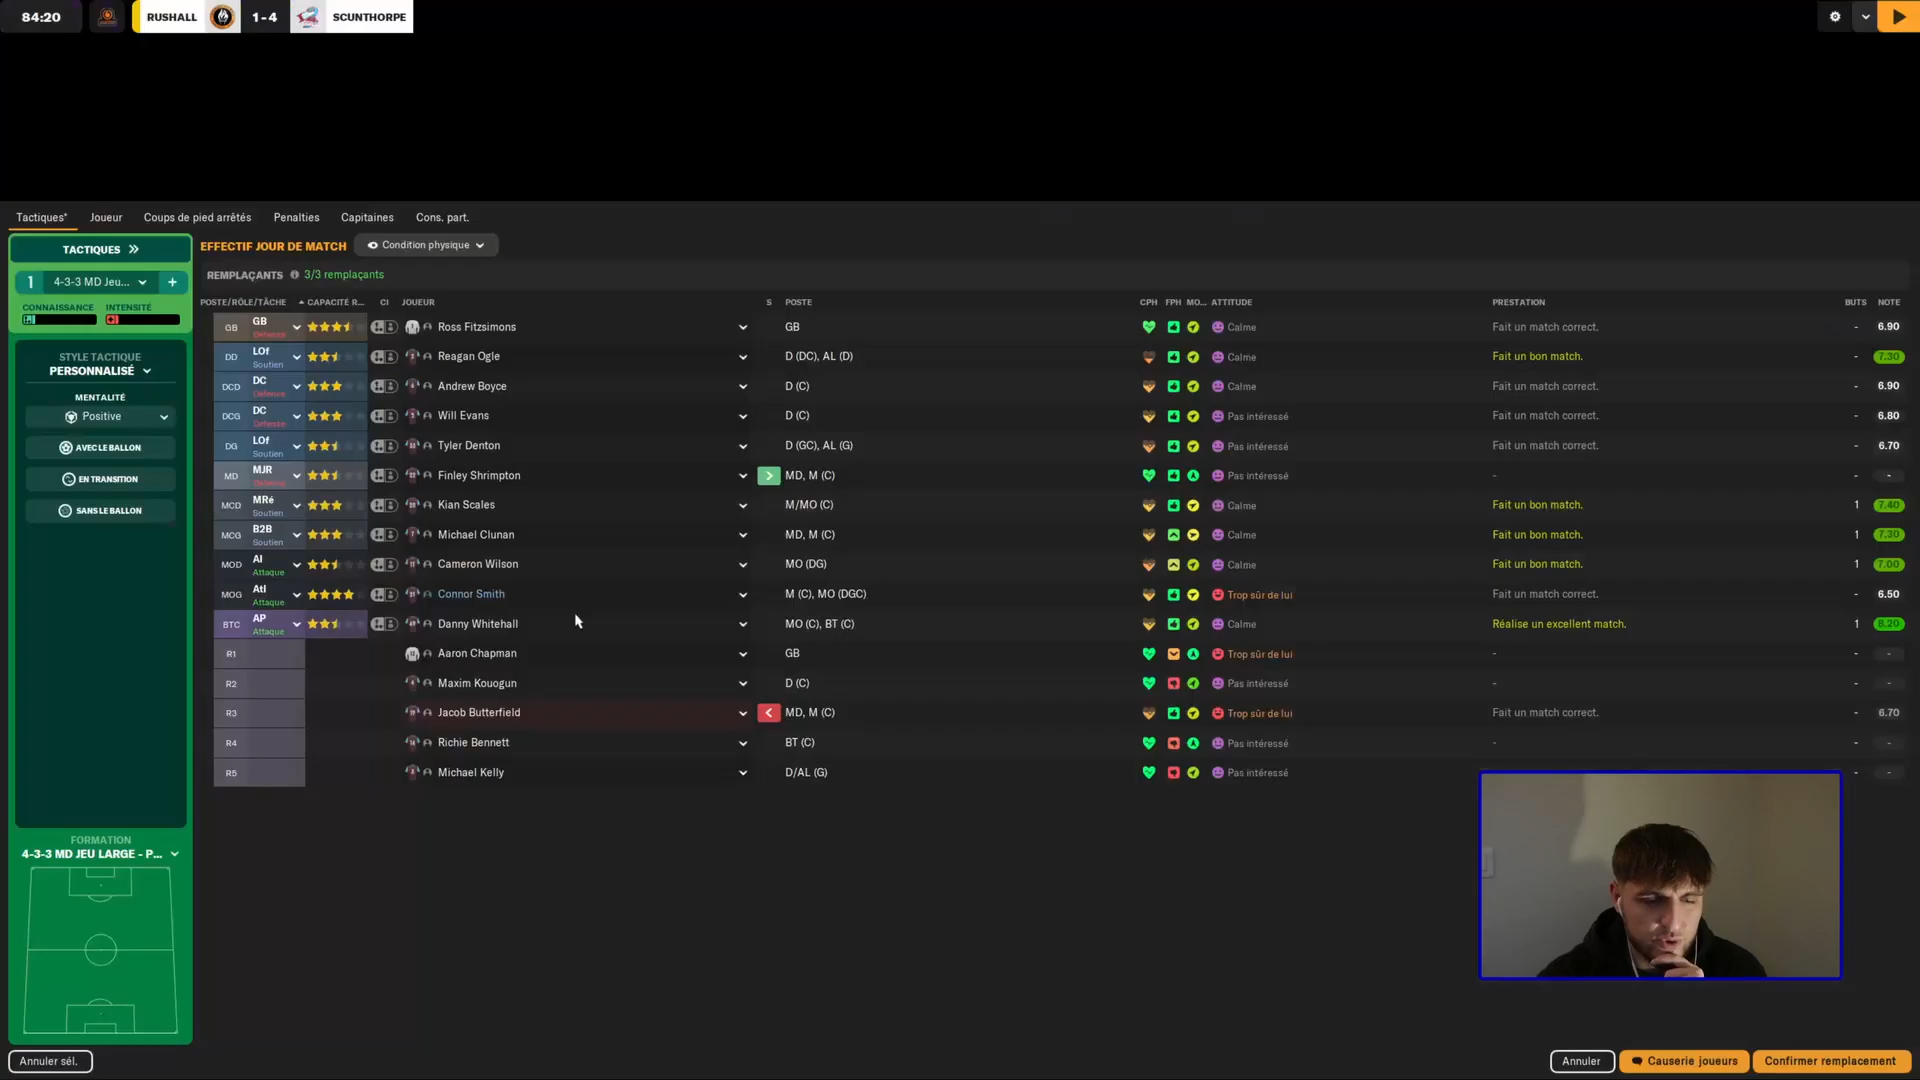 84:20 RUSHALL 1-4 SCUNTHORPE
Tactiques* Joueur Coups de pied arrêtés Penalties Capitaines Cons. part.
TACTIQUES
1 4-3-3 MD Jeu... +
CONNAISSANCE INTENSITÉ
STYLE TACTIQUE
PERSONNALISÉ
MENTALITÉ
Positive
AVEC LE BALLON
EN TRANSITION
SANS LE BALLON
FORMATION
4-3-3 MD JEU LARGE - P...
EFFECTIF JOUR DE MATCH Condition physique
REMPLAÇANTS 3/3 remplaçants
POSTE/RÔLE/TÂCHE CAPACITÉ R... CI JOUEUR S POSTE CPH FPH MO... ATTITUDE PRESTATION BUTS NOTE
GB GB Défense Ross Fitzsimons GB Calme Fait un match correct. - 6.90
DD LOf Soutien Reagan Ogle D (DC), AL (D) Calme Fait un bon match. - 7.30
DCD DC Défense Andrew Boyce D (C) Calme Fait un match correct. - 6.90
DCG DC Défense Will Evans D (C) Pas intéressé Fait un match correct. - 6.80
DG LOf Soutien Tyler Denton D (GC), AL (G) Pas intéressé Fait un match correct. - 6.70
MD MJR Défense Finley Shrimpton MD, M (C) Pas intéressé - - -
MCD MRé Soutien Kian Scales M/MO (C) Calme Fait un bon match. 1 7.40
MCG B2B Soutien Michael Clunan MD, M (C) Calme Fait un bon match. 1 7.30
MOD AI Attaque Cameron Wilson MO (DG) Calme Fait un bon match. 1 7.00
MOG AtI Attaque Connor Smith M (C), MO (DGC) Trop sûr de lui Fait un match correct. - 6.50
BTC AP Attaque Danny Whitehall MO (C), BT (C) Calme Réalise un excellent match. 1 8.20
R1 Aaron Chapman GB Trop sûr de lui - - -
R2 Maxim Kouogun D (C) Pas intéressé - - -
R3 Jacob Butterfield MD, M (C) Trop sûr de lui Fait un match correct. - 6.70
R4 Richie Bennett BT (C) Pas intéressé - - -
R5 Michael Kelly D/AL (G) Pas intéressé - -
Annuler sél. Annuler Causerie joueurs Confirmer remplacement